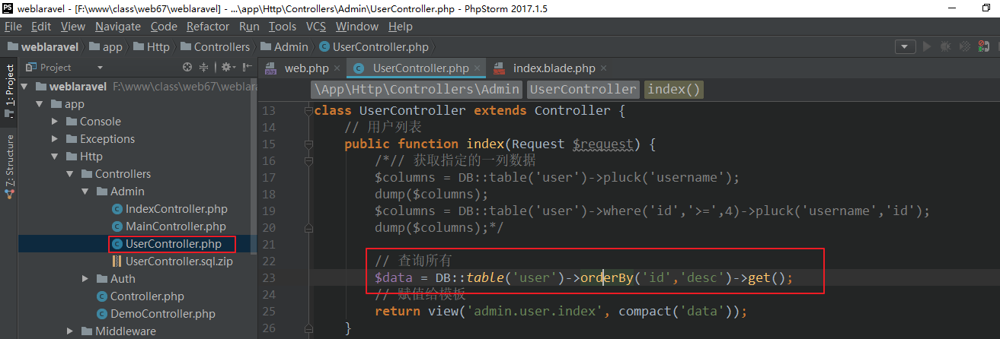 PS weblaravel - [F:\www\class\web67\weblaravel] - ...\app\Http\Controllers\Admin\UserController.php - PhpStorm 2017.1.5
File Edit View Navigate Code Refactor Run Tools VCS Window Help
weblaravel app Http Controllers Admin UserController.php
Project
web.php UserController.php index.blade.php
1: Project
7: Structure
weblaravel F:\www\class\web67\weblara
app
Console
Exceptions
Http
Controllers
Admin
IndexController.php
MainController.php
UserController.php
UserController.sql.zip
Auth
Controller.php
DemoController.php
Middleware
\App\Http\Controllers\Admin UserController index()
13 class UserController extends Controller {
14 // 用户列表
15 public function index(Request $request) {
16 /*// 获取指定的一列数据
17 $columns = DB::table('user')->pluck('username');
18 dump($columns);
19 $columns = DB::table('user')->where('id','>=',4)->pluck('username','id');
20 dump($columns);*/
21
22 // 查询所有
23 $data = DB::table('user')->orderBy('id','desc')->get();
24 // 赋值给模板
25 return view('admin.user.index', compact('data'));
26 }